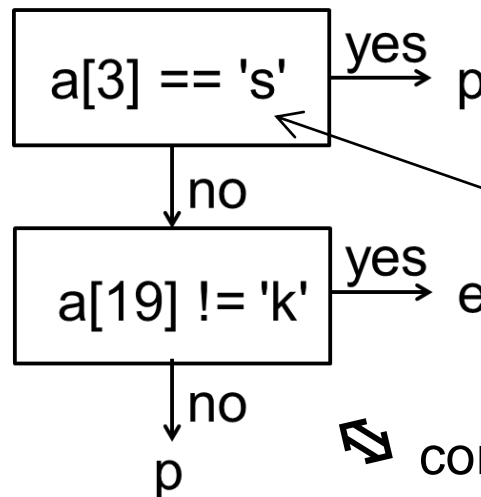 a[3] == 's' yes p
no
a[19] != 'k' yes e
no
p